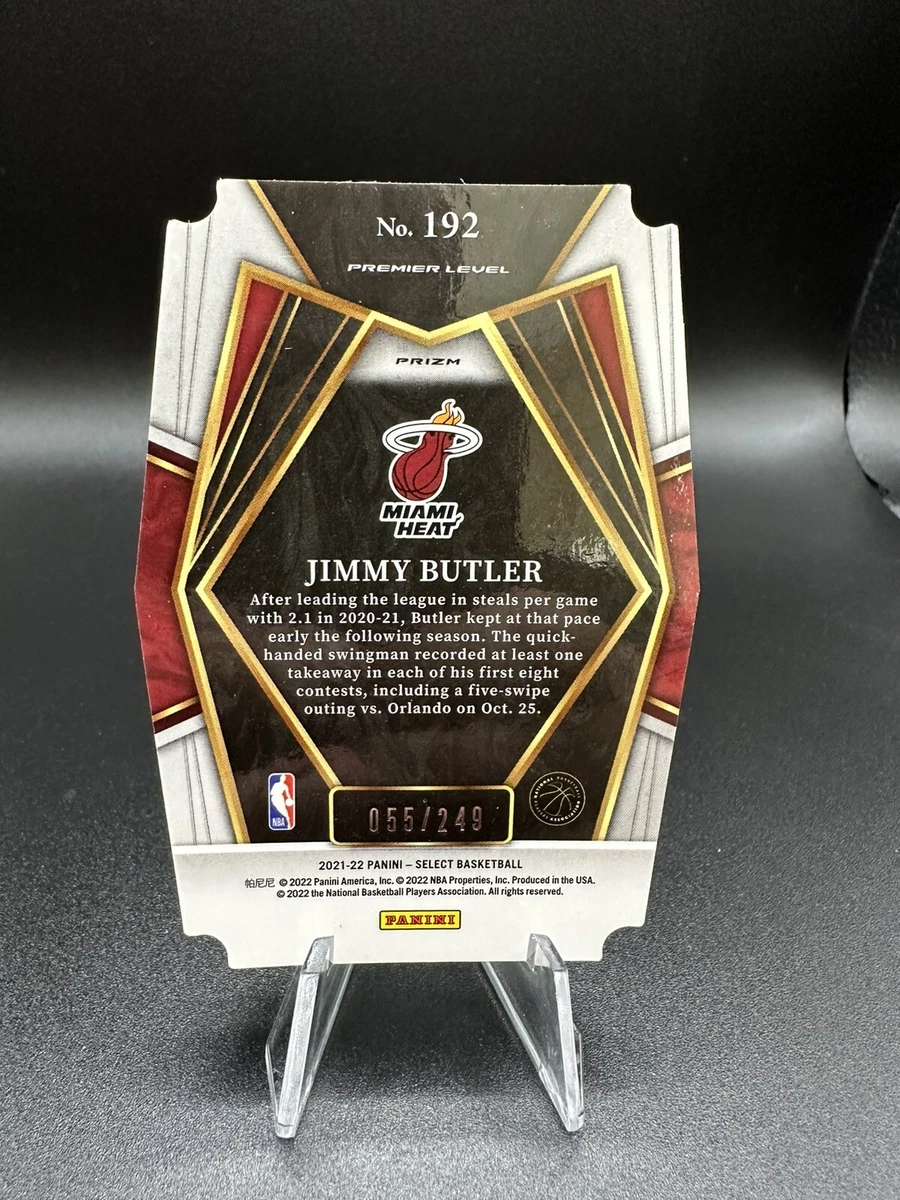 No. 192
PREMIER LEVEL
PRIZM
MIAMI
HEAT
JIMMY BUTLER
After leading the league in steals per game
with 2.1 in 2020-21, Butler kept at that pace
early the following season. The quick-
handed swingman recorded at least one
takeaway in each of his first eight
contests, including a five-swipe
outing vs. Orlando on Oct. 25.
NBA
NATIONAL BASKETBALL
ASSOCIATION
055/249
2021-22 PANINI – SELECT BASKETBALL
帕尼尼 © 2022 Panini America, Inc. © 2022 NBA Properties, Inc. Produced in the USA.
© 2022 the National Basketball Players Association. All rights reserved.
PANINI